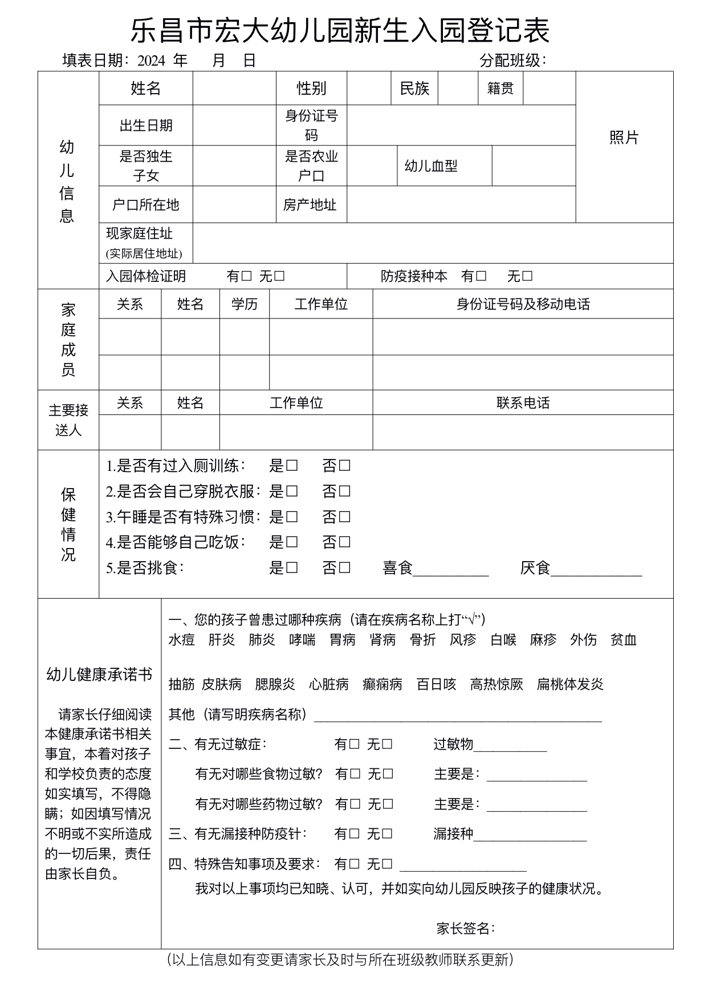 乐昌市宏大幼儿园新生入园登记表
填表日期：2024 年 月 日 分配班级：
幼儿信息
姓名 性别 民族 籍贯
照片
出生日期 身份证号码
是否独生子女 是否农业户口 幼儿血型
户口所在地 房产地址
现家庭住址
(实际居住地址)
入园体检证明 有□ 无□ 防疫接种本 有□ 无□
家庭成员
关系 姓名 学历 工作单位 身份证号码及移动电话
主要接送人
关系 姓名 工作单位 联系电话
保健情况
1.是否有过入厕训练： 是□ 否□
2.是否会自己穿脱衣服：是□ 否□
3.午睡是否有特殊习惯：是□ 否□
4.是否能够自己吃饭： 是□ 否□
5.是否挑食： 是□ 否□ 喜食__________ 厌食____________
幼儿健康承诺书
请家长仔细阅读
本健康承诺书相关
事宜，本着对孩子
和学校负责的态度
如实填写，不得隐
瞒；如因填写情况
不明或不实所造成
的一切后果，责任
由家长自负。
一、您的孩子曾患过哪种疾病（请在疾病名称上打“√”）
水痘 肝炎 肺炎 哮喘 胃病 肾病 骨折 风疹 白喉 麻疹 外伤 贫血
抽筋 皮肤病 腮腺炎 心脏病 癫痫病 百日咳 高热惊厥 扁桃体发炎
其他（请写明疾病名称）___________________________________________
二、有无过敏症： 有□ 无□ 过敏物___________
有无对哪些食物过敏？ 有□ 无□ 主要是：_______________
有无对哪些药物过敏？ 有□ 无□ 主要是：_______________
三、有无漏接种防疫针： 有□ 无□ 漏接种_________________
四、特殊告知事项及要求： 有□ 无□ ___________________
我对以上事项均已知晓、认可，并如实向幼儿园反映孩子的健康状况。
家长签名：
（以上信息如有变更请家长及时与所在班级教师联系更新）